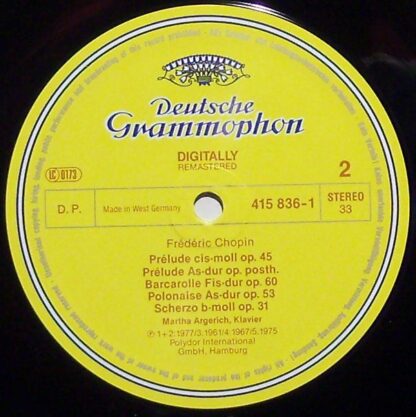 Deutsche
Grammophon
DIGITALLY
REMASTERED
LC 0173
2
D. P.
Made in West Germany
415 836-1
STEREO
33
Frédéric Chopin
Prélude cis-moll op. 45
Prélude As-dur op. posth.
Barcarolle Fis-dur op. 60
Polonaise As-dur op. 53
Scherzo b-moll op. 31
Martha Argerich, Klavier
℗ 1+2:1977/3.1961/4:1967/5.1975
Polydor International
GmbH, Hamburg